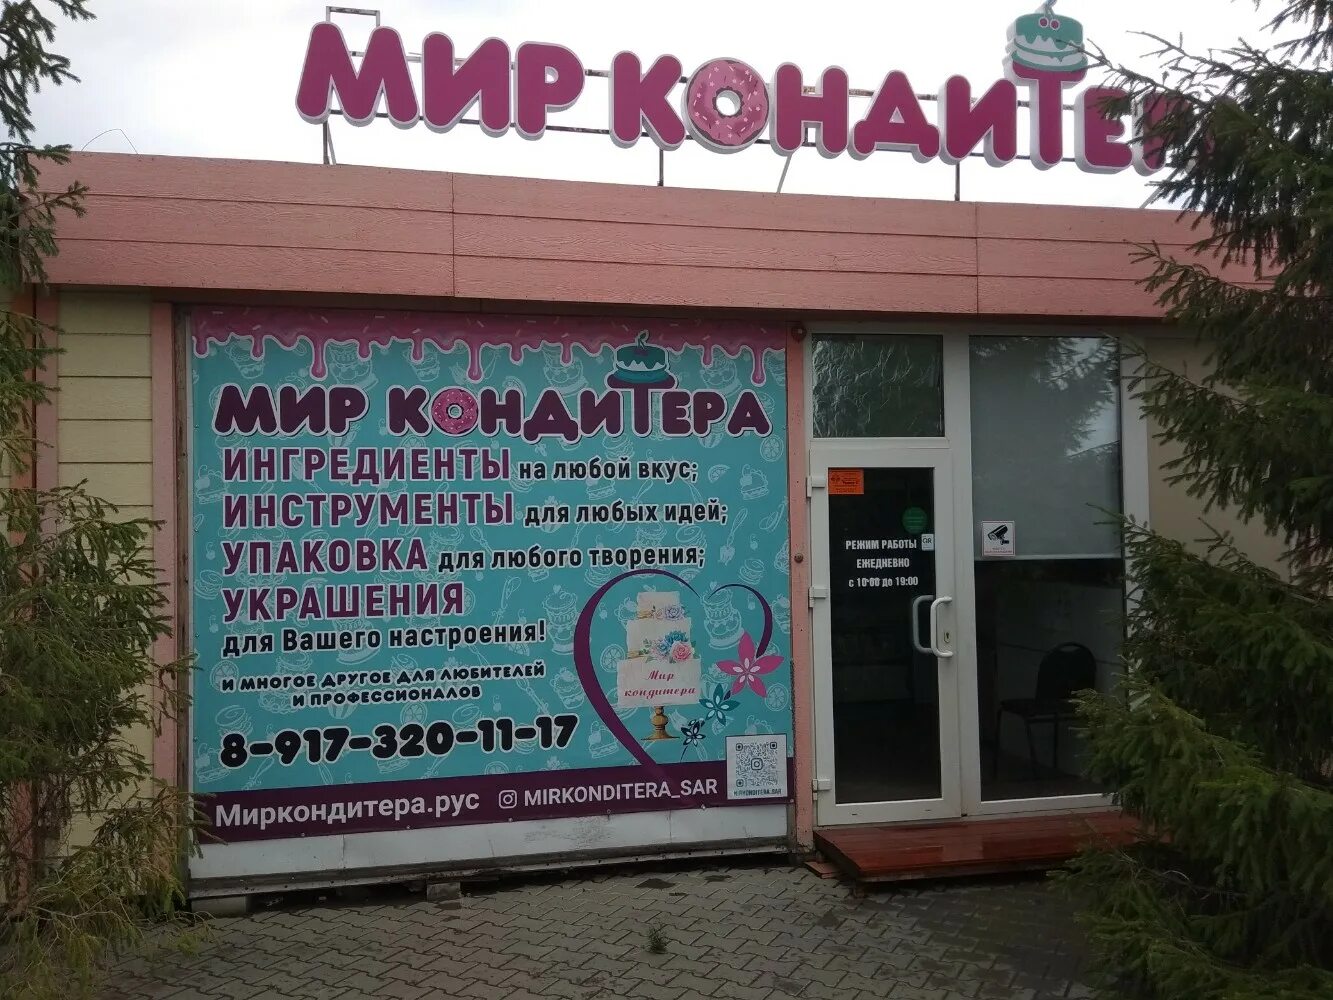 МИР КОНДИТЕР
МИР КОНДИТЕРА
ИНГРЕДИЕНТЫ на любой вкус;
ИНСТРУМЕНТЫ для любых идей;
УПАКОВКА для любого творения;
УКРАШЕНИЯ
для Вашего настроения!
И МНОГОЕ ДРУГОЕ ДЛЯ ЛЮБИТЕЛЕЙ
И ПРОФЕССИОНАЛОВ
8-917-320-11-17
Мир
кондитера
MIRKONDITERA_SAR
Миркондитера.рус
MIRKONDITERA_SAR
РЕЖИМ РАБОТЫ
ЕЖЕДНЕВНО
с 10:00 до 19:00